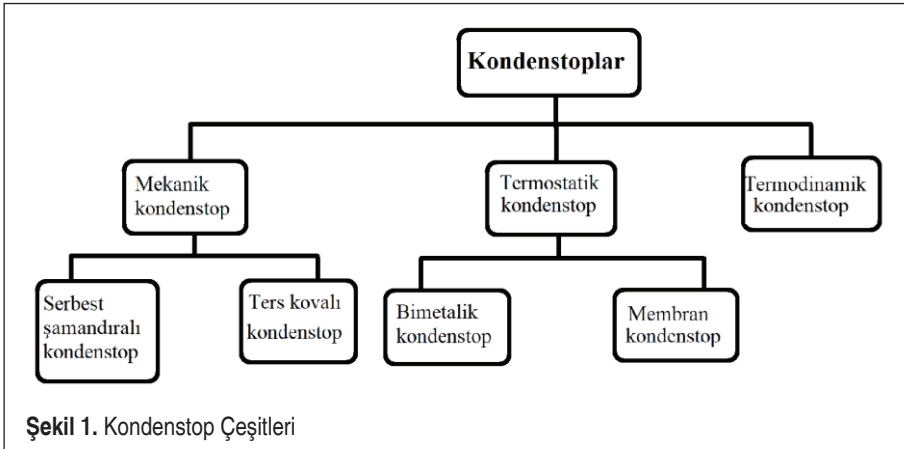 Kondenstoplar
Mekanik
kondenstop
Termostatik
kondenstop
Termodinamik
kondenstop
Serbest
şamandıralı
kondenstop
Ters kovalı
kondenstop
Bimetalik
kondenstop
Membran
kondenstop
Şekil 1. Kondenstop Çeşitleri